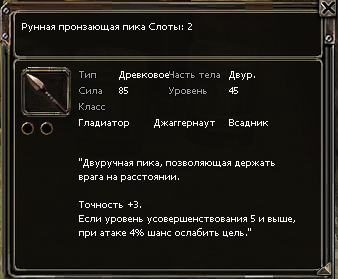 Рунная пронзающая пика Слоты: 2
Тип Древковое Часть тела Двур.
Сила 85 Уровень 45
Класс
Гладиатор Джаггернаут Всадник
"Двуручная пика, позволяющая держать
врага на расстоянии.
Точность +3.
Если уровень усовершенствования 5 и выше,
при атаке 4% шанс ослабить цель."